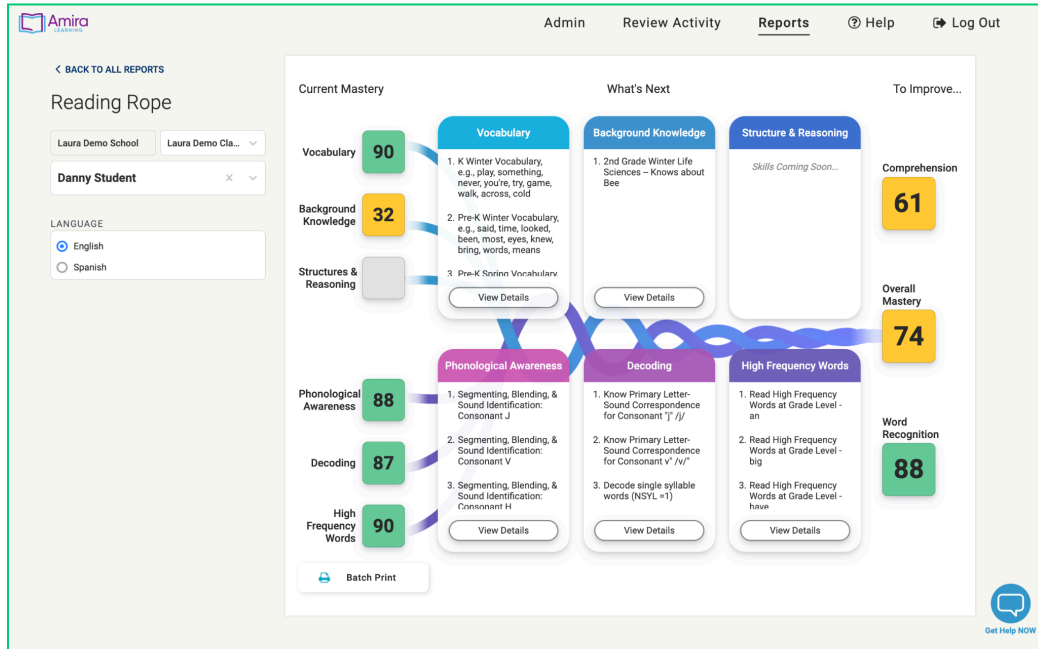 Amira
LEARNING
Admin
Review Activity
Reports
Help
Log Out
BACK TO ALL REPORTS
Reading Rope
Laura Demo School
Laura Demo Cla...
Danny Student
LANGUAGE
English
Spanish
Current Mastery
What's Next
To Improve...
Vocabulary
90
Background
Knowledge
32
Structures &
Reasoning
Vocabulary
1. K Winter Vocabulary,
e.g., play, something,
never, you're, try, game,
walk, across, cold
2. Pre-K Winter Vocabulary,
e.g., said, time, looked,
been, most, eyes, knew,
bring, words, means
3. Pre-K Spring Vocabulary,
View Details
Background Knowledge
1. 2nd Grade Winter Life
Sciences – Knows about
Bee
View Details
Structure & Reasoning
Skills Coming Soon...
Comprehension
61
Overall
Mastery
74
Phonological
Awareness
88
Decoding
87
High
Frequency
Words
90
Phonological Awareness
1. Segmenting, Blending, &
Sound Identification:
Consonant J
2. Segmenting, Blending, &
Sound Identification:
Consonant V
3. Segmenting, Blending, &
Sound Identification:
Consonant H
View Details
Decoding
1. Know Primary Letter-
Sound Correspondence
for Consonant "j" /j/
2. Know Primary Letter-
Sound Correspondence
for Consonant v" /v/"
3. Decode single syllable
words (NSYL =1)
View Details
High Frequency Words
1. Read High Frequency
Words at Grade Level -
an
2. Read High Frequency
Words at Grade Level -
big
3. Read High Frequency
Words at Grade Level -
have
View Details
Word
Recognition
88
Batch Print
Get Help NOW